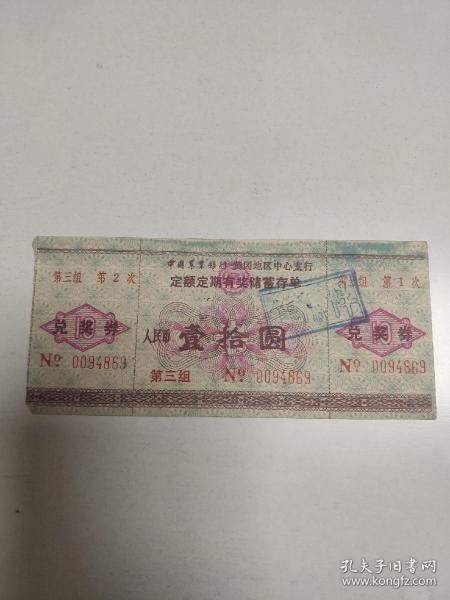 第三组 第2次
兑奖券
No 0094869
中国农业银行黄冈地区中心支行
定额定期有奖储蓄存单
人民币 壹拾圆
第三组 No 0094869
组 第1次
兑奖券
No 0094869
孔夫子旧书网
www.kongfz.com